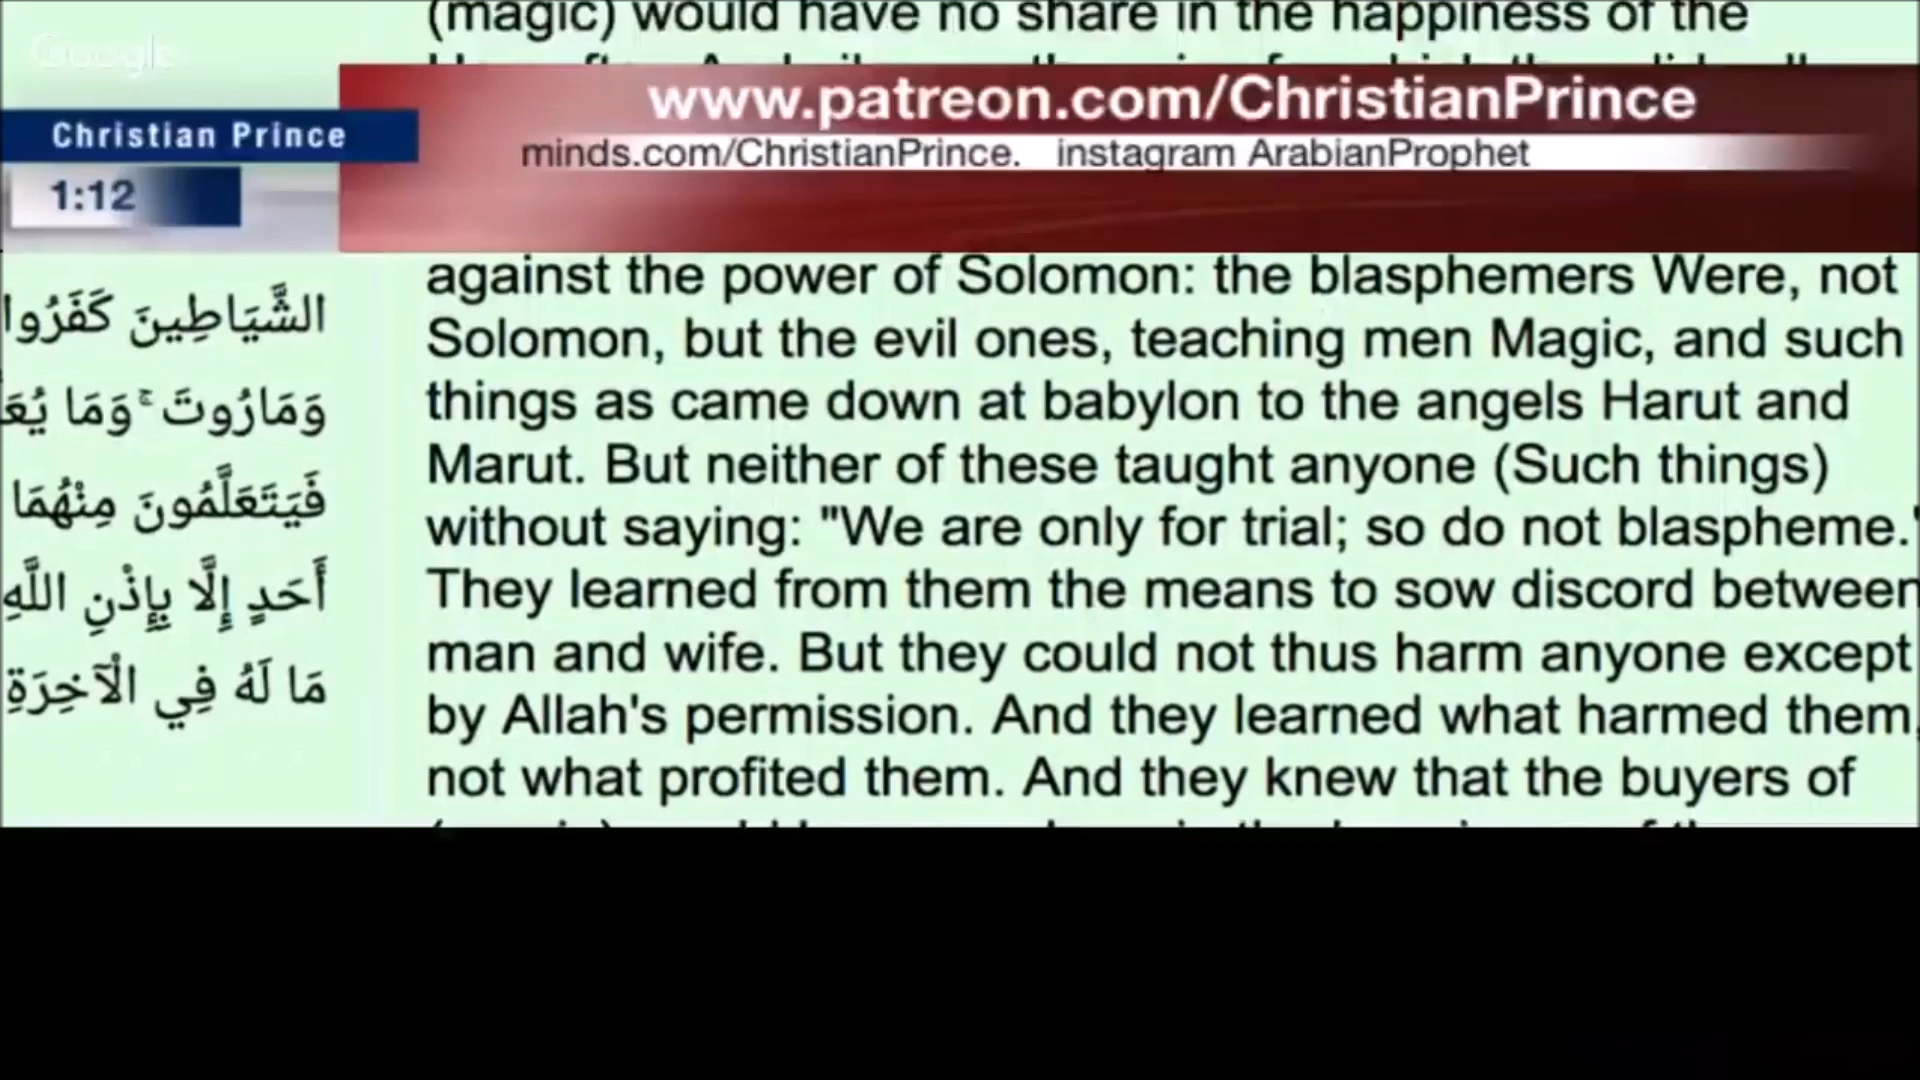 (magic) would have no share in the happiness of the
Google
www.patreon.com/ChristianPrince
Christian Prince
minds.com/ChristianPrince. instagram ArabianProphet
1:12
against the power of Solomon: the blasphemers Were, not
Solomon, but the evil ones, teaching men Magic, and such
things as came down at babylon to the angels Harut and
Marut. But neither of these taught anyone (Such things)
without saying: "We are only for trial; so do not blaspheme."
They learned from them the means to sow discord between
man and wife. But they could not thus harm anyone except
by Allah's permission. And they learned what harmed them,
not what profited them. And they knew that the buyers of
الشَّيَاطِينَ كَفَرُوا
وَمَارُوتَ ۚ وَمَا
فَيَتَعَلَّمُونَ مِنْهُمَا
أَحَدٍ إِلَّا بِإِذْنِ اللَّهِ
مَا لَهُ فِي الْآخِرَةِ